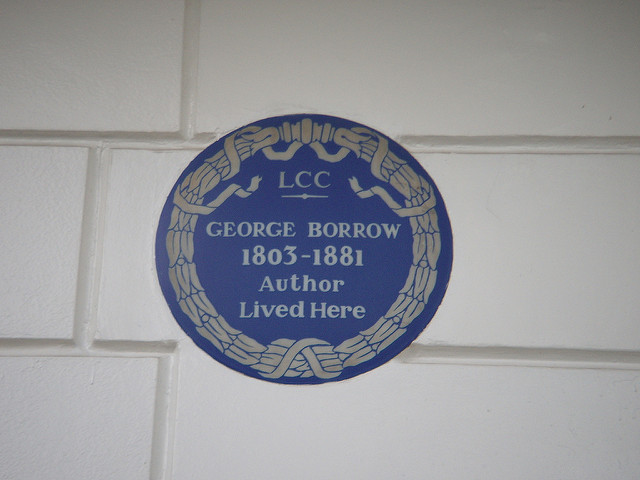 LCC
GEORGE BORROW
1803-1881
Author
Lived Here